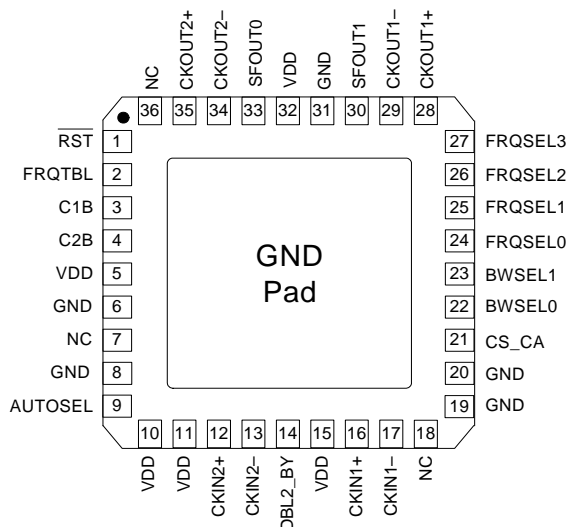 NC
CKOUT2+
CKOUT2–
SFOUT0
VDD
GND
SFOUT1
CKOUT1–
CKOUT1+
36 35 34 33 32 31 30 29 28
RST 1
FRQTBL 2
C1B 3
C2B 4
VDD 5
GND 6
NC 7
GND 8
AUTOSEL 9
GND
Pad
27 FRQSEL3
26 FRQSEL2
25 FRQSEL1
24 FRQSEL0
23 BWSEL1
22 BWSEL0
21 CS_CA
20 GND
19 GND
10 11 12 13 14 15 16 17 18
VDD
VDD
CKIN2+
CKIN2–
DBL2_BY
VDD
CKIN1+
CKIN1–
NC